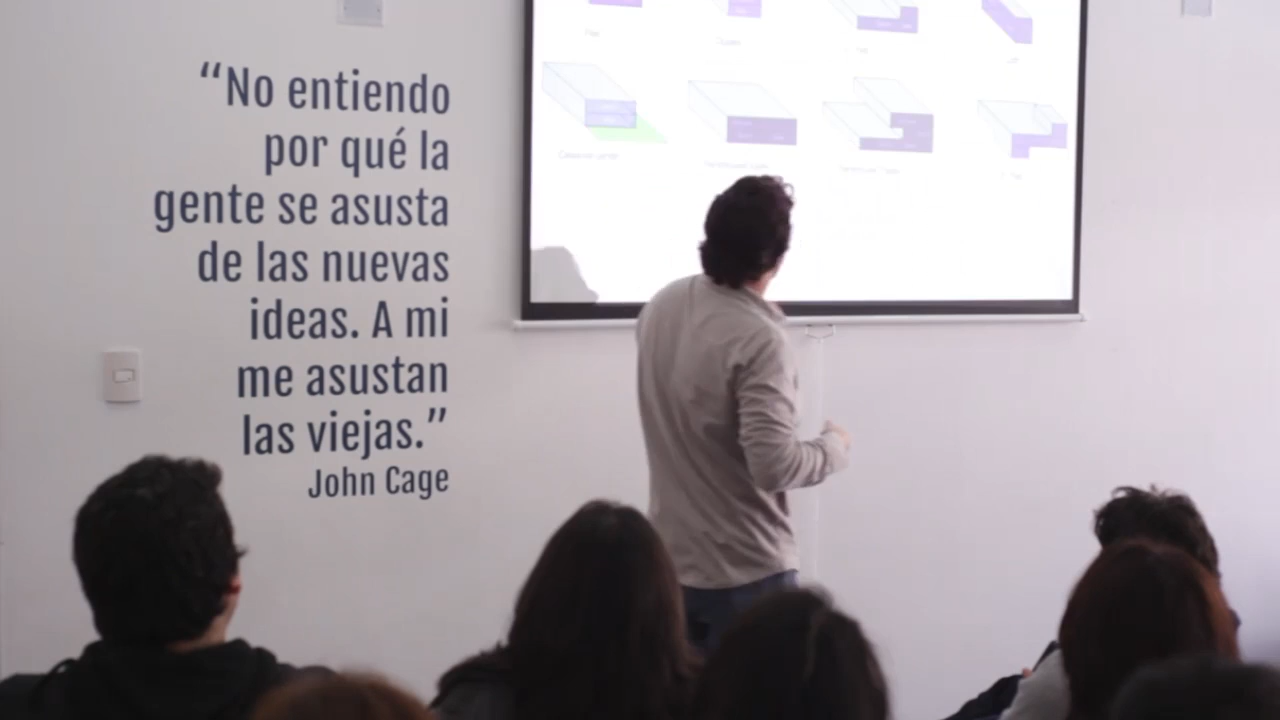 “No entiendo
por qué la
gente se asusta
de las nuevas
ideas. A mi
me asustan
las viejas.”
John Cage